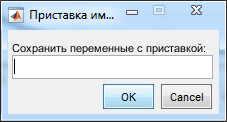 Приставка им...
Сохранить переменные с приставкой:
OK
Cancel